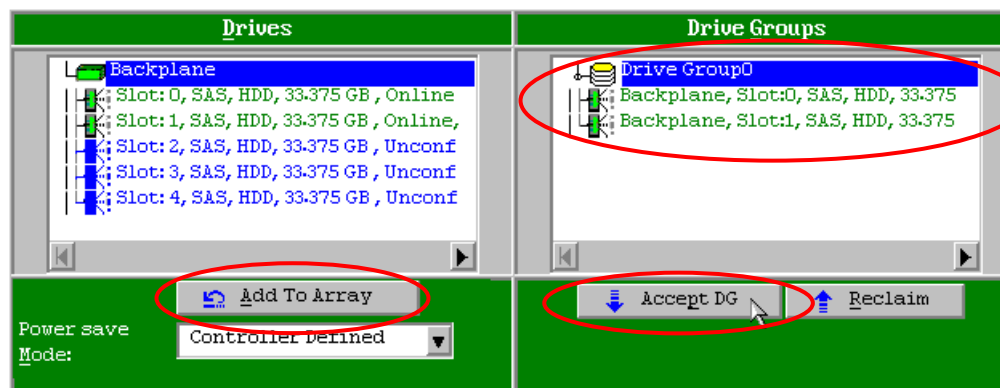 Drives
Backplane
Slot: 0, SAS, HDD, 33.375 GB , Online
Slot: 1, SAS, HDD, 33.375 GB , Online,
Slot: 2, SAS, HDD, 33.375 GB , Unconf
Slot: 3, SAS, HDD, 33.375 GB , Unconf
Slot: 4, SAS, HDD, 33.375 GB , Unconf
Add To Array
Power save
Mode:
Controller Defined
Drive Groups
Drive Group0
Backplane, Slot:0, SAS, HDD, 33.375
Backplane, Slot:1, SAS, HDD, 33.375
Accept DG
Reclaim